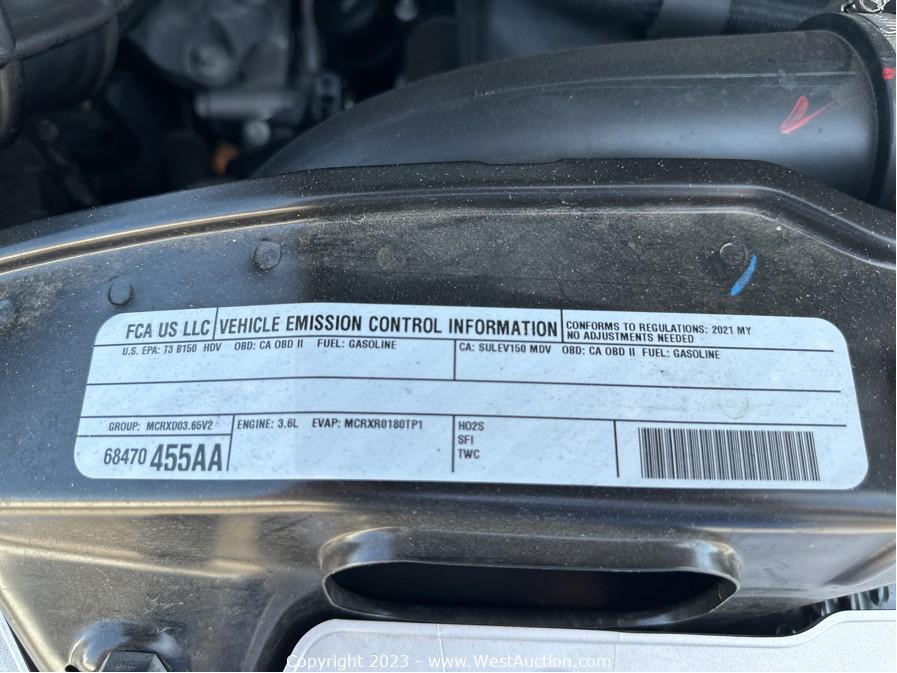 FCA US LLC VEHICLE EMISSION CONTROL INFORMATION CONFORMS TO REGULATIONS: 2021 MY
NO ADJUSTMENTS NEEDED
U.S. EPA: T3 B150 HDV OBD: CA OBD II FUEL: GASOLINE
CA: SULEV150 MDV OBD: CA OBD II FUEL: GASOLINE
GROUP: MCRXD03.65V2
68470 455AA
ENGINE: 3.6L EVAP: MCRXR0180TP1
HO2S
SFI
TWC
Copyright 2023 - www.WestAuction.com